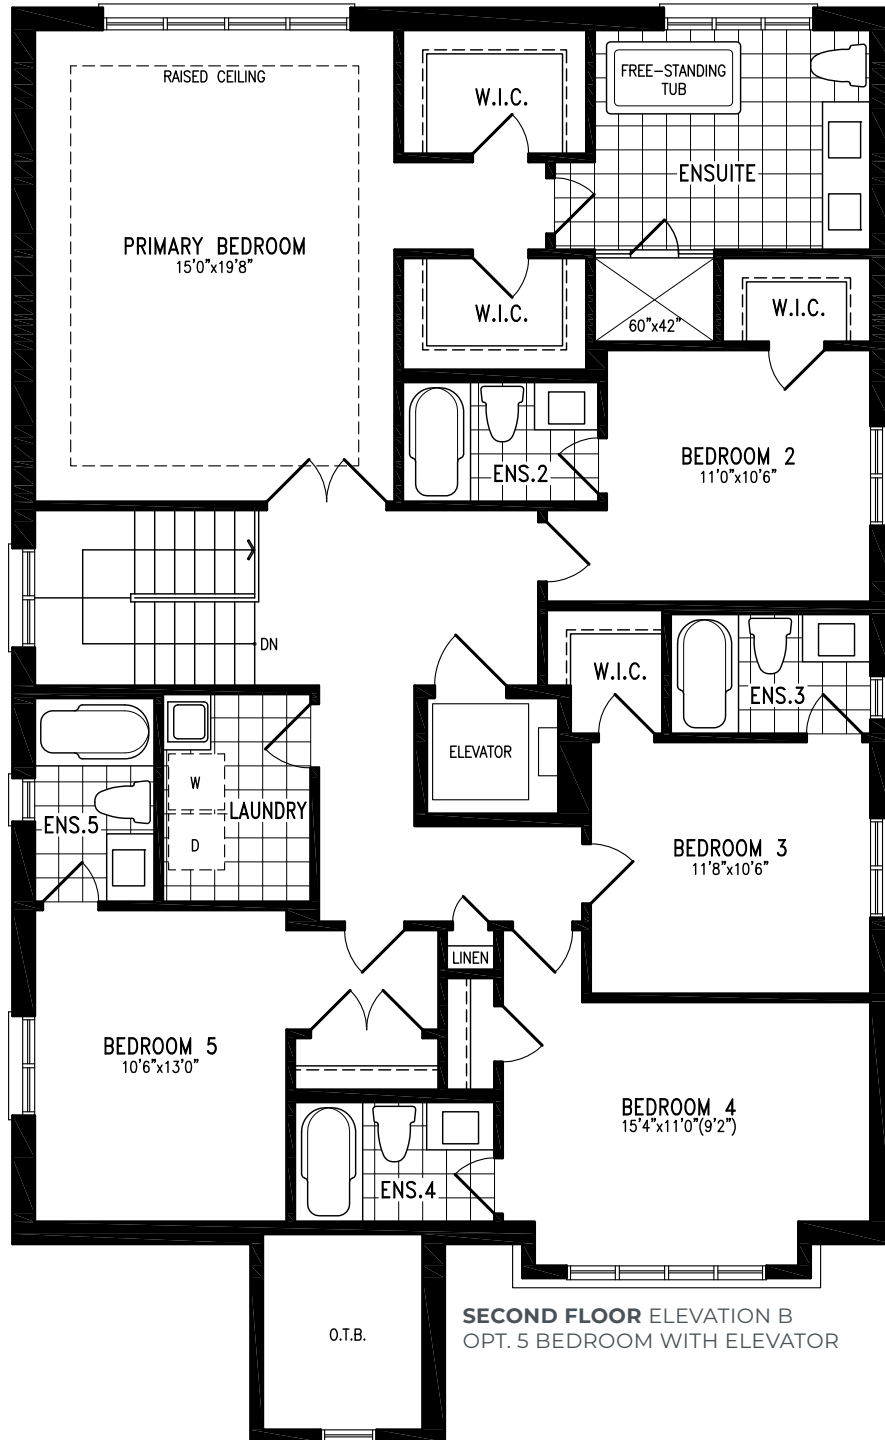 RAISED CEILING
W.I.C.
FREE-STANDING
TUB
ENSUITE
PRIMARY BEDROOM
15'0"x19'8"
W.I.C.
60"x42"
W.I.C.
ENS.2
BEDROOM 2
11'0"x10'6"
DN
W.I.C.
ENS.3
ELEVATOR
W
D
LAUNDRY
ENS.5
BEDROOM 3
11'8"x10'6"
LINEN
BEDROOM 5
10'6"x13'0"
BEDROOM 4
15'4"x11'0"(9'2")
ENS.4
SECOND FLOOR ELEVATION B
OPT. 5 BEDROOM WITH ELEVATOR
O.T.B.